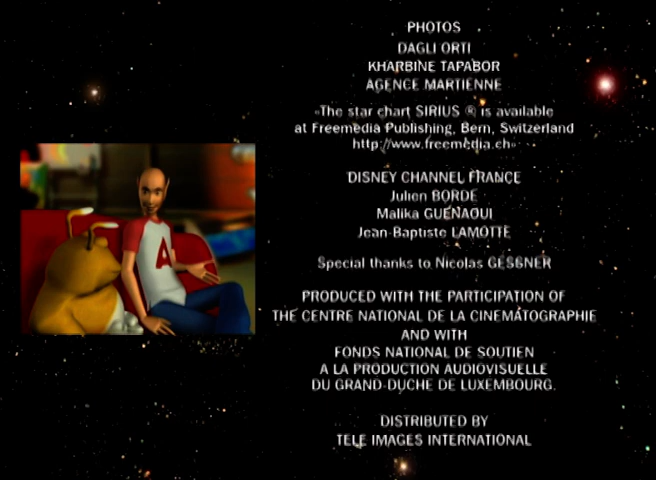 PHOTOS
DAGLI ORTI
KHARBINE TAPABOR
AGENCE MARTIENNE
«The star chart SIRIUS ® is available
at Freemedia Publishing, Bern, Switzerland
http://www.freemedia.ch»
DISNEY CHANNEL FRANCE
Julien BORDE
Malika GUENAOUI
Jean-Baptiste LAMOTTE
Special thanks to Nicolas GESSNER
PRODUCED WITH THE PARTICIPATION OF
THE CENTRE NATIONAL DE LA CINEMATOGRAPHIE
AND WITH
FONDS NATIONAL DE SOUTIEN
A LA PRODUCTION AUDIOVISUELLE
DU GRAND-DUCHE DE LUXEMBOURG.
DISTRIBUTED BY
TELE IMAGES INTERNATIONAL
A